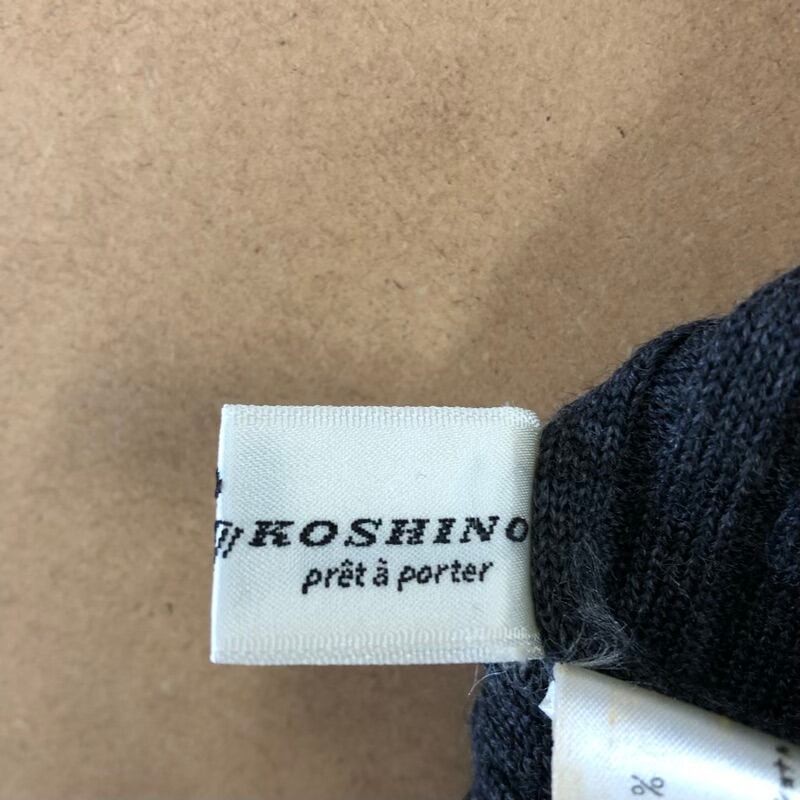 KOSHINO
prêt à porter
%